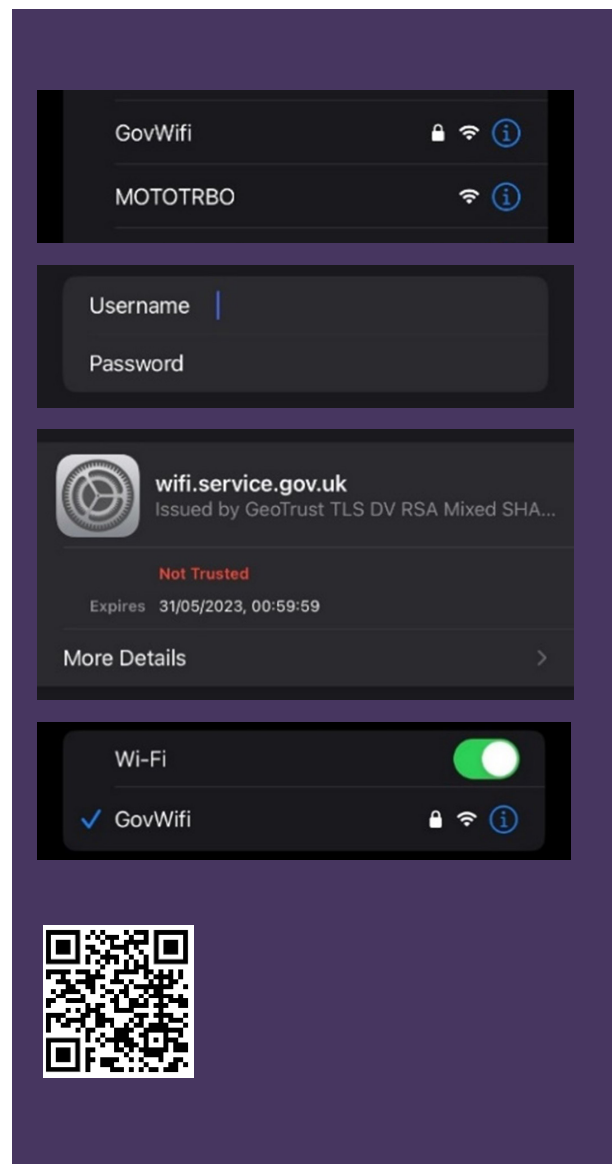 GovWifi
MOTOTRBO
Username
Password
wifi.service.gov.uk
Issued by GeoTrust TLS DV RSA Mixed SHA...
Not Trusted
Expires 31/05/2023, 00:59:59
More Details
Wi-Fi
GovWifi